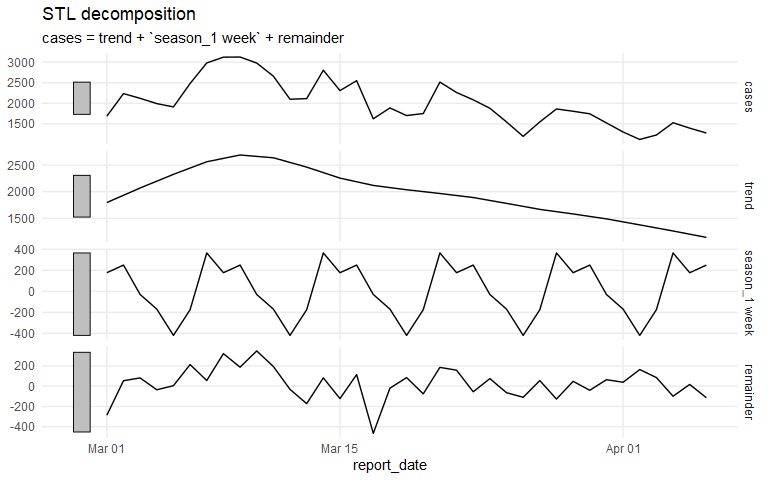 STL decomposition
cases = trend + `season_1 week` + remainder
3000
2500
2000
1500
cases
2500
2000
1500
trend
400
200
0
-200
-400
season_1 week
200
0
-200
-400
remainder
Mar 01
Mar 15
Apr 01
report_date